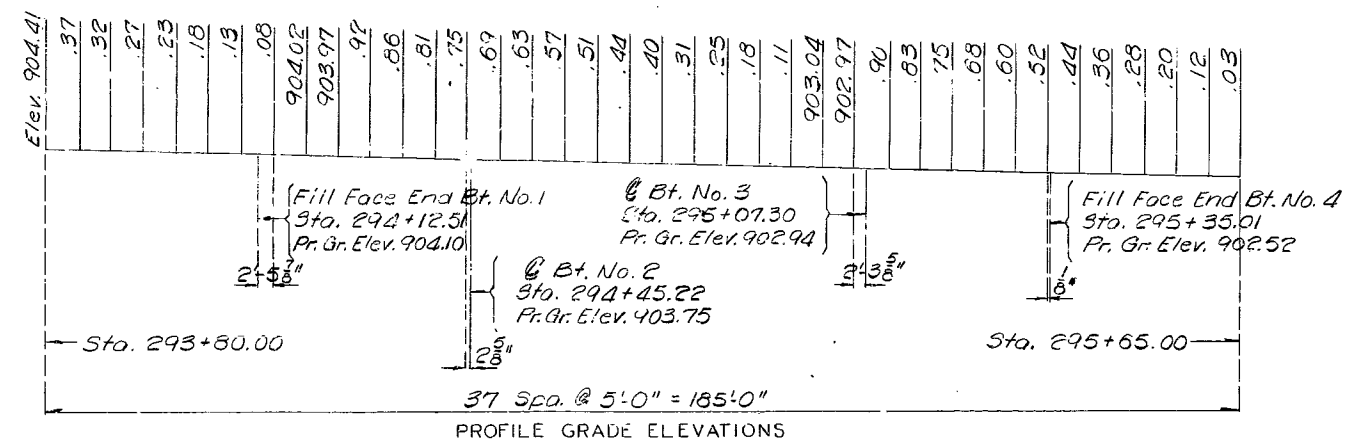 Elev. 904.41
.37
.32
.27
.23
.18
.13
.08
904.02
903.97
.92
.86
.81
.75
.69
.63
.57
.51
.44
.40
.31
.25
.18
.11
903.04
902.97
.90
.83
.75
.68
.60
.52
.44
.36
.28
.20
.12
.03
Fill Face End Bt. No. 1
Sta. 294+12.51
Pr. Gr. Elev. 904.10
2'-5 7/8"
℄ Bt. No. 2
Sta. 294+45.22
Pr. Gr. Elev. 903.75
2 5/8"
℄ Bt. No. 3
Sta. 295+07.30
Pr. Gr. Elev. 902.94
2'-3 5/8"
Fill Face End Bt. No. 4
Sta. 295+35.01
Pr. Gr. Elev. 902.52
1/8"
Sta. 293+80.00
Sta. 295+65.00
37 Spa. @ 5'-0" = 185'-0"
PROFILE GRADE ELEVATIONS